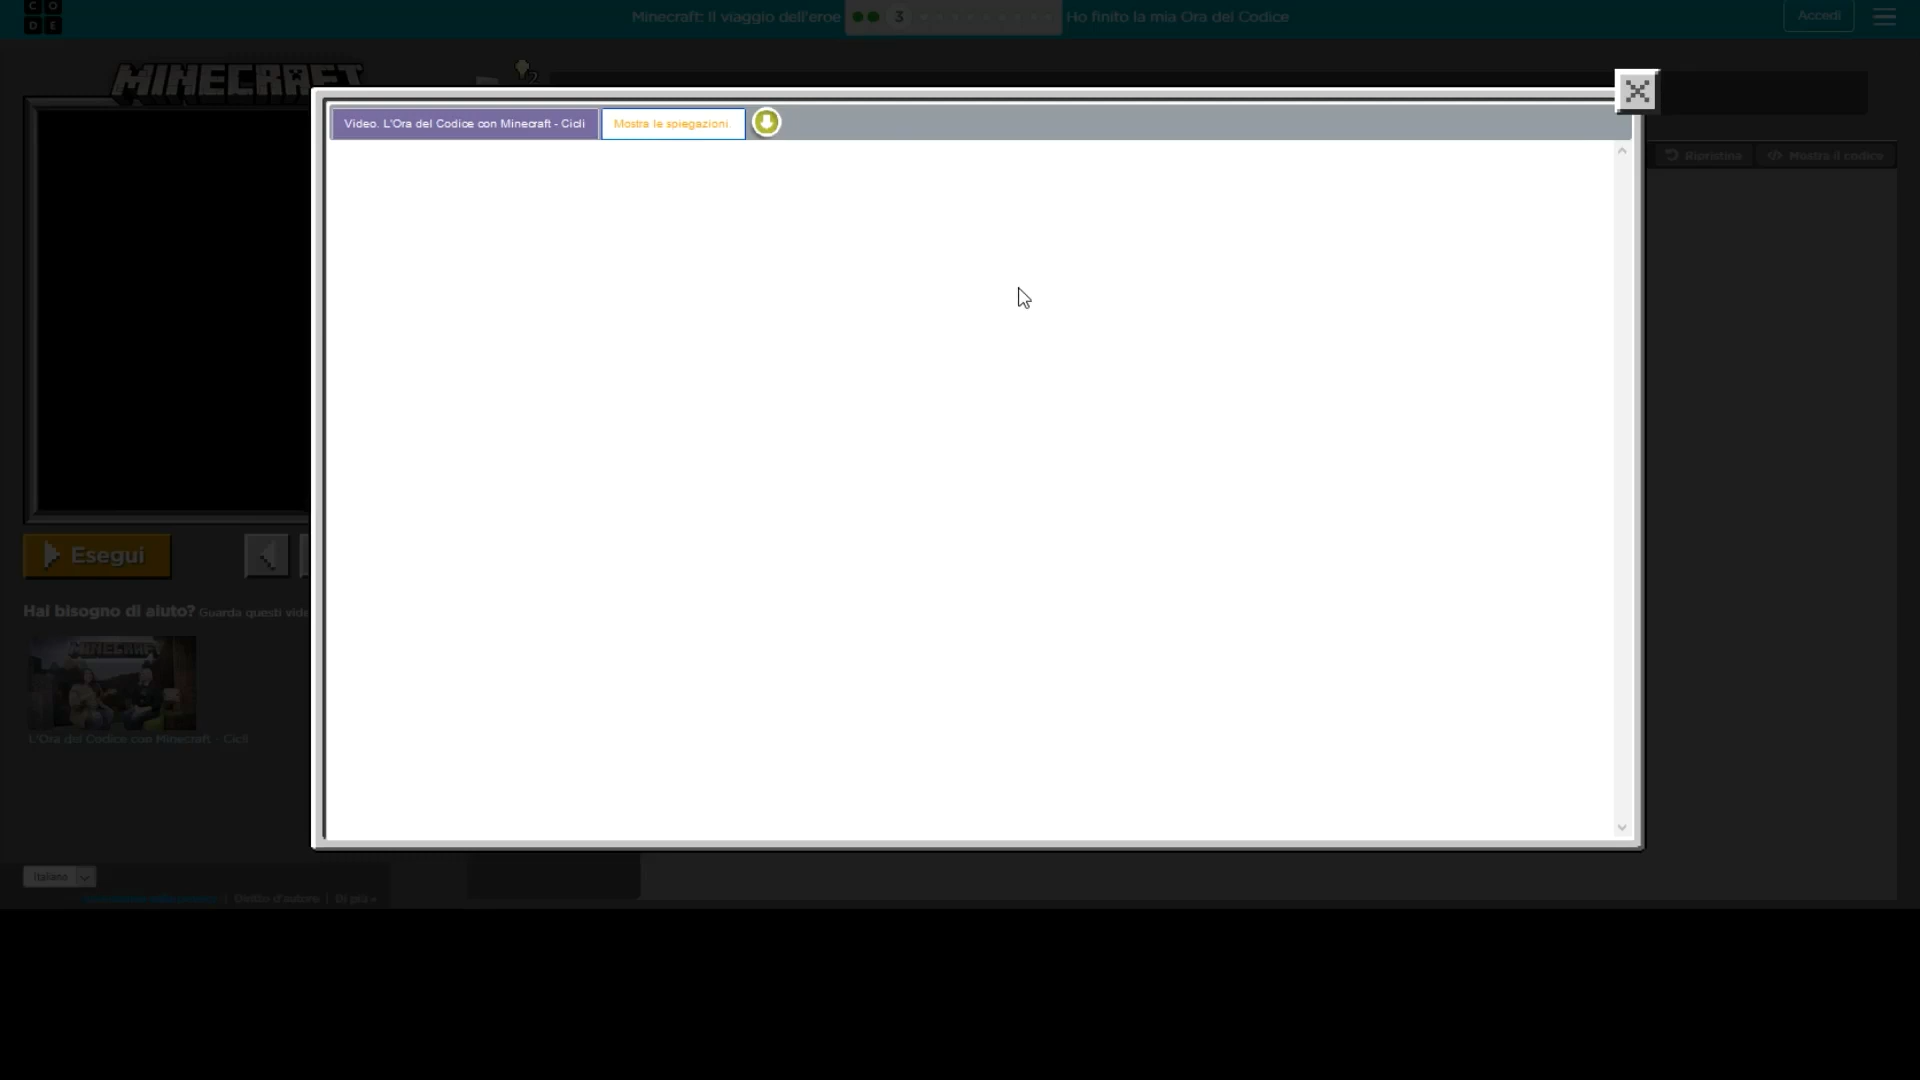 CODE
Minecraft: Il viaggio dell'eroe
3
Ho finito la mia Ora del Codice
Accedi
MINECRAFT
2
Video. L'Ora del Codice con Minecraft - Cicli
Mostra le spiegazioni.
Ripristina
Mostra il codice
Esegui
Hai bisogno di aiuto? Guarda questi vide
MINECRAFT
L'Ora del Codice con Minecraft - Cicli
Italiano
| Diritto d'autore | Di più